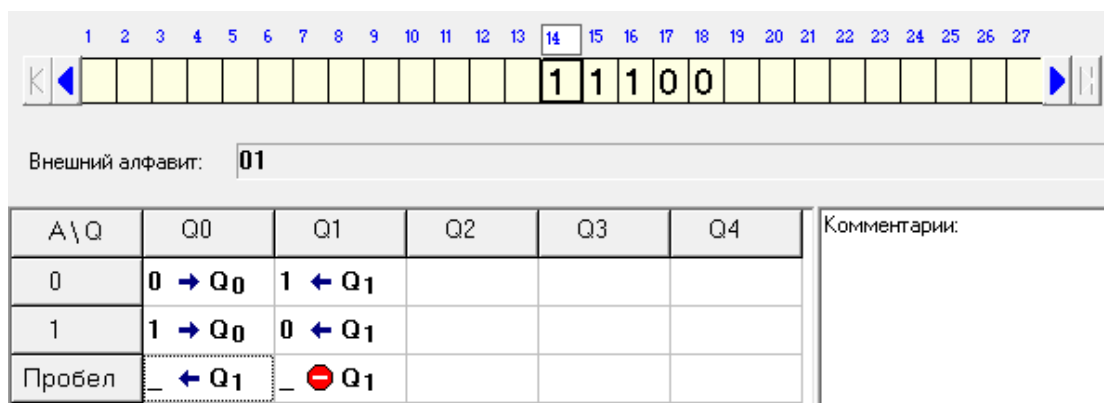 1 2 3 4 5 6 7 8 9 10 11 12 13 14 15 16 17 18 19 20 21 22 23 24 25 26 27
1 1 1 0 0
Внешний алфавит: 01
A\Q Q0 Q1 Q2 Q3 Q4 Комментарии:
0 0 → Q0 1 ← Q1
1 1 → Q0 0 ← Q1
Пробел _ ← Q1 _ Q1